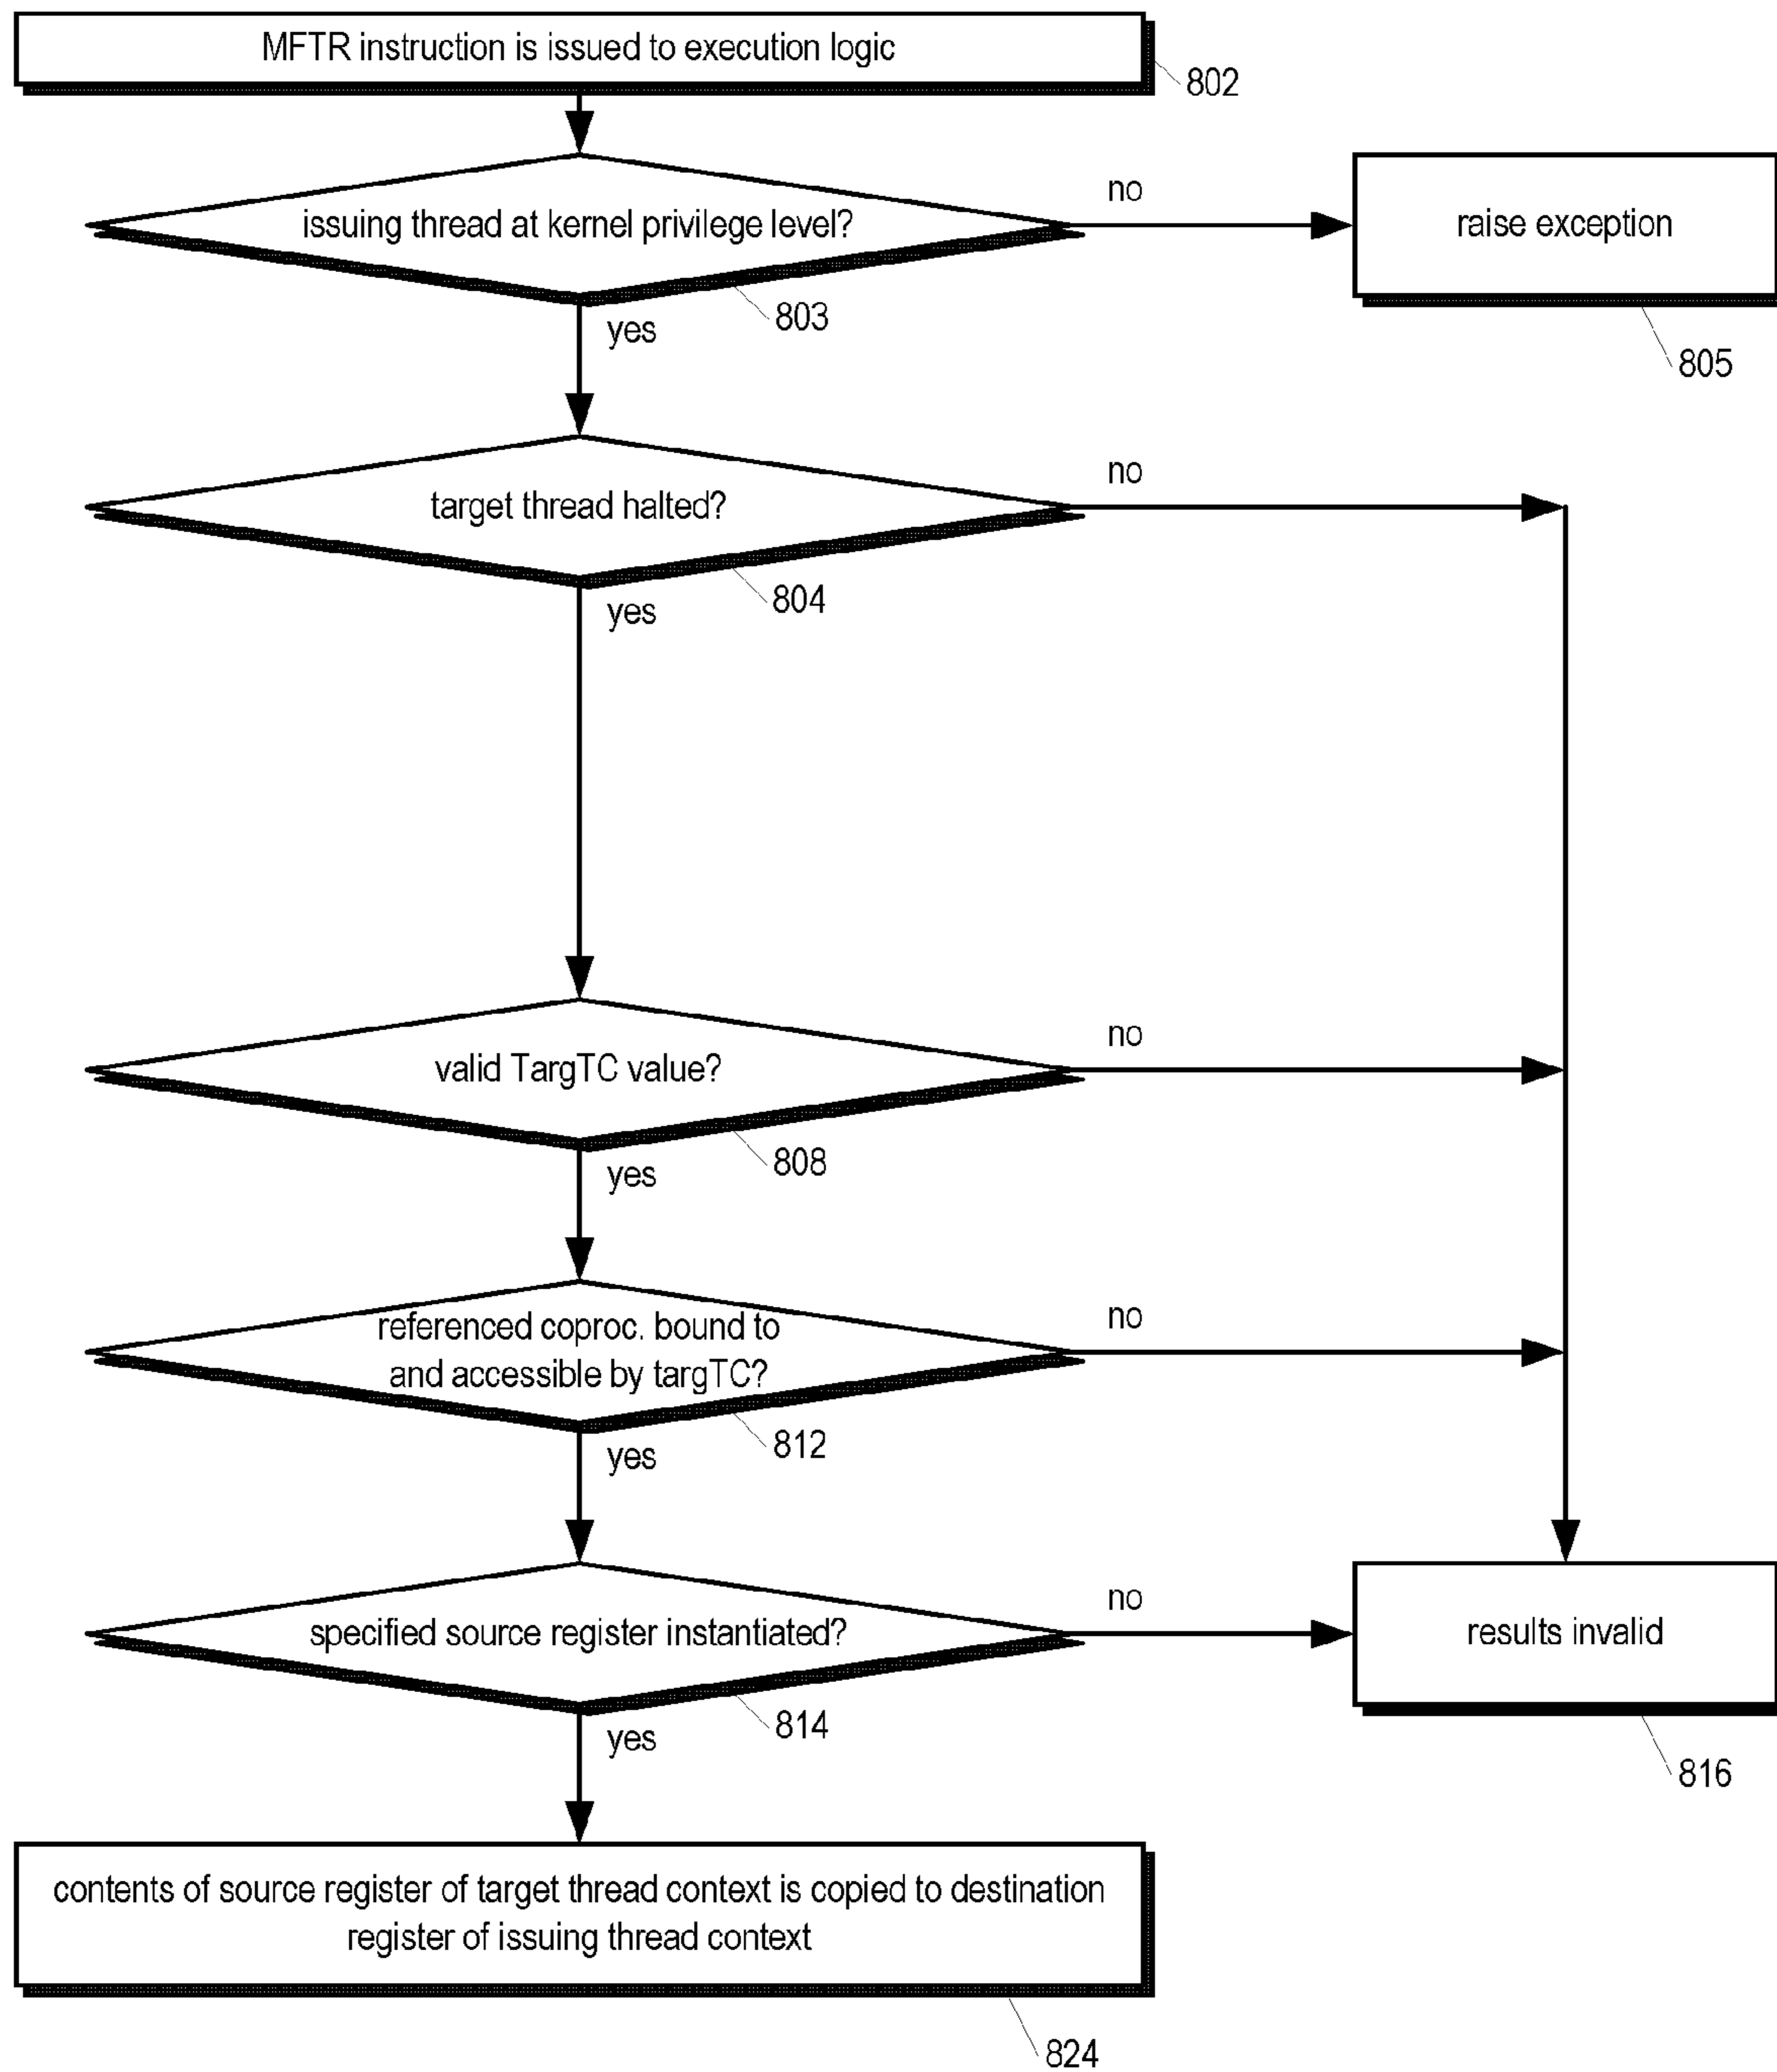 MFTR instruction is issued to execution logic
802
issuing thread at kernel privilege level?
no
raise exception
803
yes
805
target thread halted?
no
804
yes
valid TargTC value?
no
808
yes
referenced coproc. bound to
and accessible by targTC?
no
812
yes
specified source register instantiated?
no
results invalid
814
yes
816
contents of source register of target thread context is copied to destination
register of issuing thread context
824